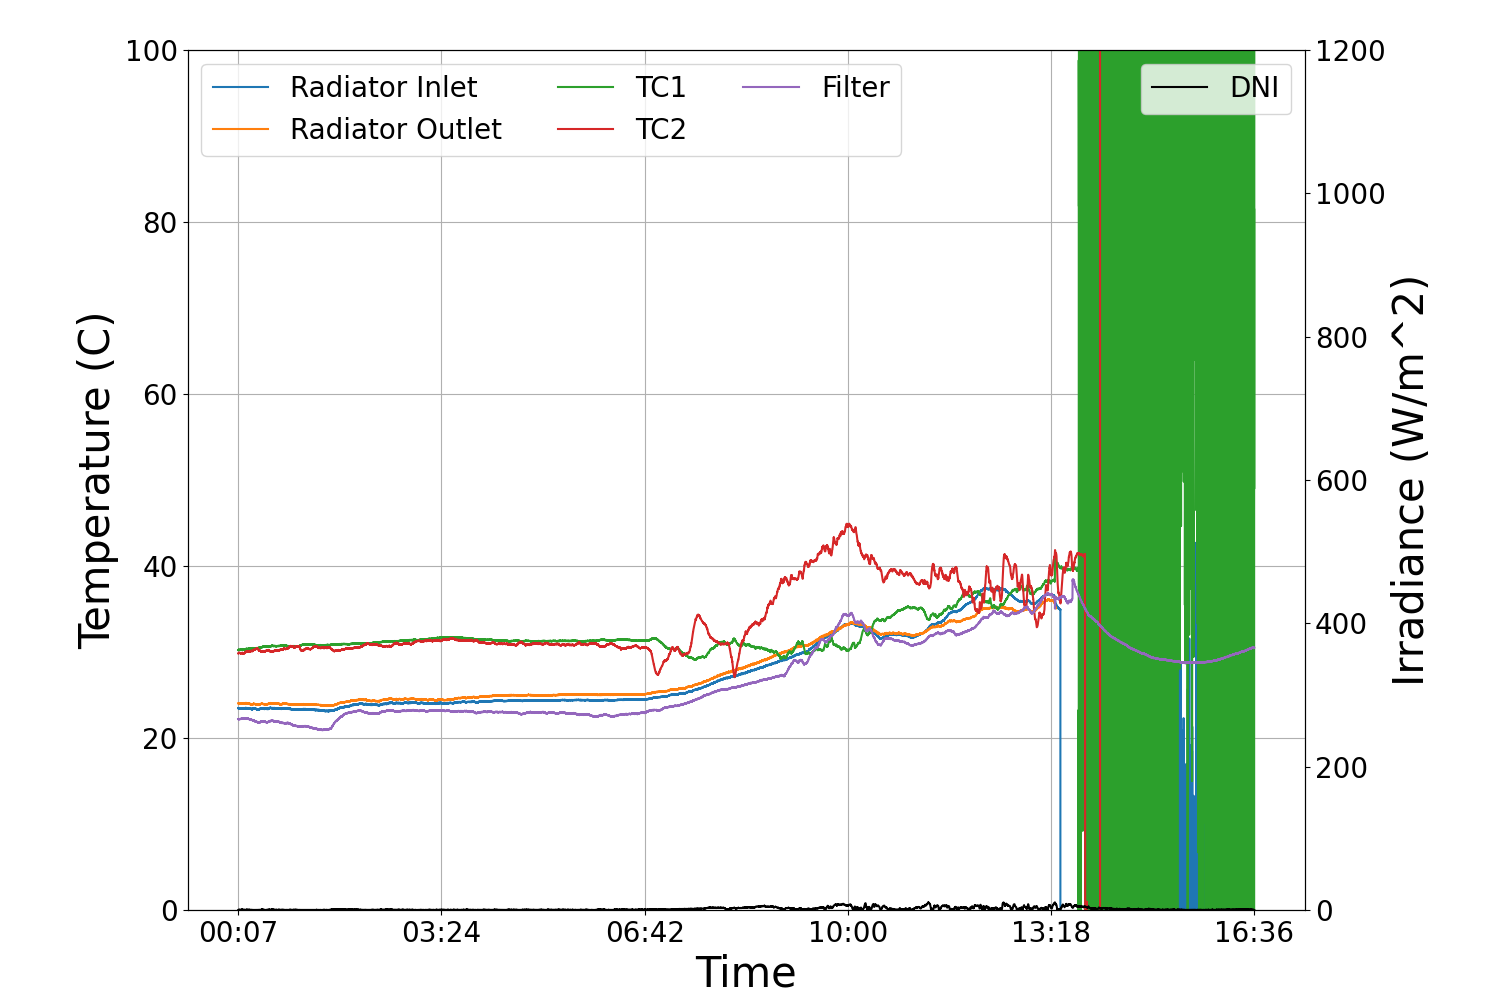 Radiator Inlet
Radiator Outlet
TC1
TC2
Filter
DNI
100
80
60
40
20
0
Temperature (C)
1200
1000
800
600
400
200
0
Irradiance (W/m^2)
00:07 03:24 06:42 10:00 13:18 16:36
Time